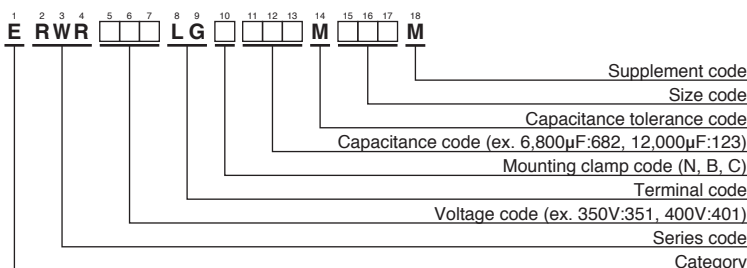 1 2 3 4 5 6 7 8 9 10 11 12 13 14 15 16 17 18
E RWR □□□ LG □ □□□ M □□□ M
Supplement code
Size code
Capacitance tolerance code
Capacitance code (ex. 6,800μF:682, 12,000μF:123)
Mounting clamp code (N, B, C)
Terminal code
Voltage code (ex. 350V:351, 400V:401)
Series code
Category